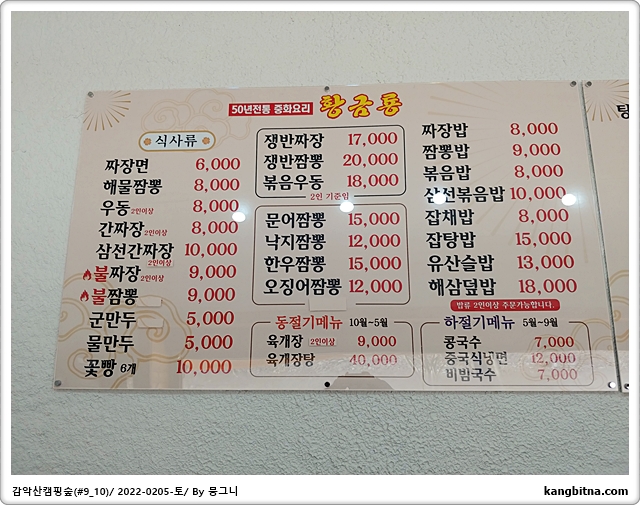 50년전통 중화요리 황금룡
식사류
짜장면 6,000
해물짬뽕 8,000
우동 2인이상 8,000
간짜장 2인이상 8,000
삼선간짜장 2인이상 10,000
불짜장 2인이상 9,000
불짬뽕 9,000
군만두 5,000
물만두 5,000
꽃빵 6개 10,000
쟁반짜장 17,000
쟁반짬뽕 20,000
볶음우동 18,000
2인 기준임
문어짬뽕 15,000
낙지짬뽕 12,000
한우짬뽕 15,000
오징어짬뽕 12,000
동절기메뉴 10월~5월
육개장 2인이상 9,000
육개장탕 40,000
짜장밥 8,000
짬뽕밥 9,000
볶음밥 8,000
삼선볶음밥 10,000
잡채밥 8,000
잡탕밥 15,000
유산슬밥 13,000
해삼덮밥 18,000
밥류 2인이상 주문가능합니다.
하절기메뉴 5월~9월
콩국수 7,000
중국식냉면 12,000
비빔국수 7,000
탕
감악산캠핑숲(#9_10)/ 2022-0205-토/ By 몽그니
kangbitna.com